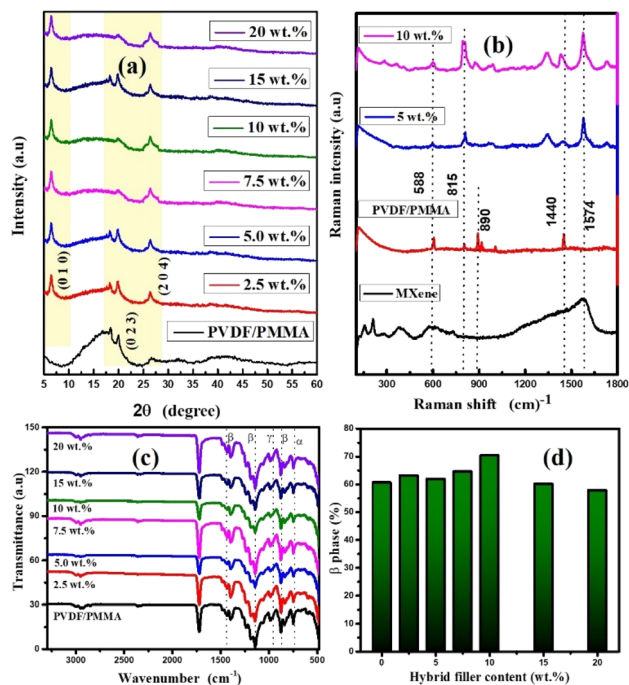 (a)
20 wt.%
15 wt.%
10 wt.%
7.5 wt.%
5.0 wt.%
(0 1 0)
(2 0 4)
2.5 wt.%
(0 2 3)
PVDF/PMMA
Intensity (a.u)
5 10 15 20 25 30 35 40 45 50 55 60
2θ (degree)
(b)
10 wt.%
5 wt.%
588
815
890
1440
1574
PVDF/PMMA
MXene
Raman intensity (a.u)
300 600 900 1200 1500 1800
Raman shift (cm)-1
(c)
β β γ β α
20 wt.%
15 wt.%
10 wt.%
7.5 wt.%
5.0 wt.%
2.5 wt.%
PVDF/PMMA
Transmittance (a.u)
150
120
90
60
30
0
3000 2500 2000 1500 1000 500
Wavenumber (cm-1)
(d)
β phase (%)
80
70
60
50
40
30
20
10
0
0 5 10 15 20
Hybrid filler content (wt.%)